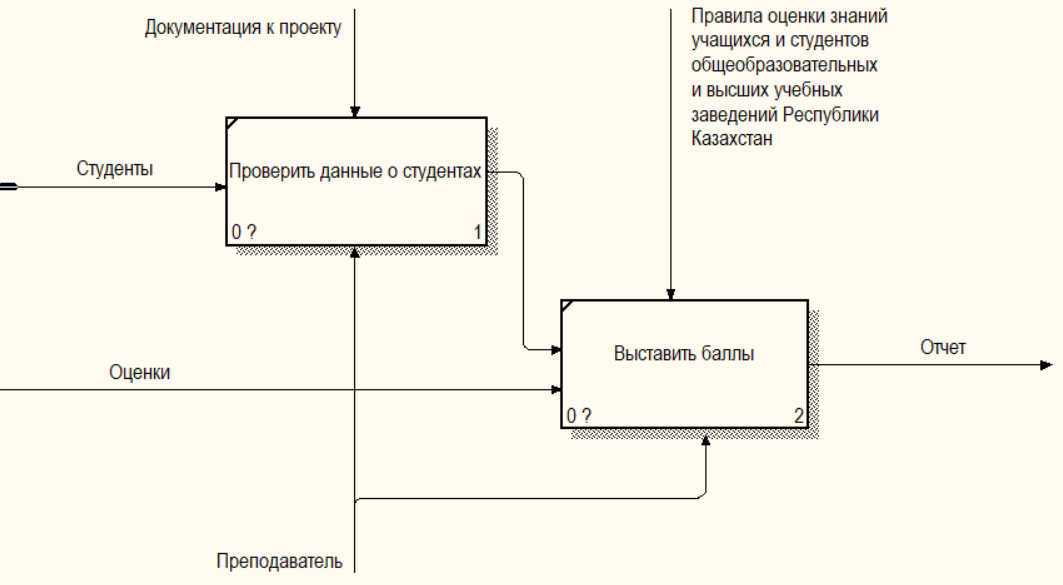 Документация к проекту
Правила оценки знаний
учащихся и студентов
общеобразовательных
и высших учебных
заведений Республики
Казахстан
Студенты
Проверить данные о студентах
0 ?
1
Выставить баллы
0 ?
2
Отчет
Оценки
Преподаватель